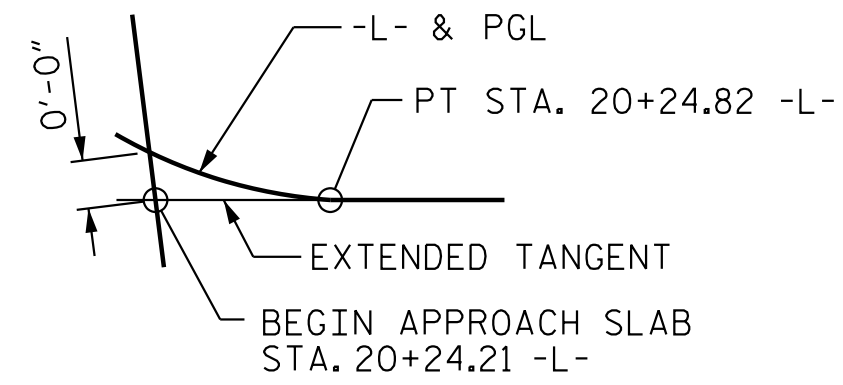 -L- & PGL
0'-0"
PT STA. 20+24.82 -L-
EXTENDED TANGENT
BEGIN APPROACH SLAB
STA. 20+24.21 -L-